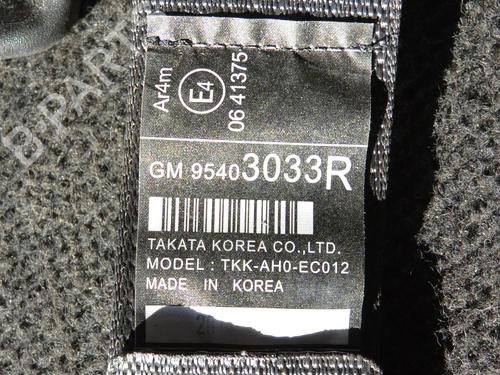 Ar4m
E4
06 41375
GM 95403033R
TAKATA KOREA CO.,LTD.
MODEL : TKK-AH0-EC012
MADE IN KOREA